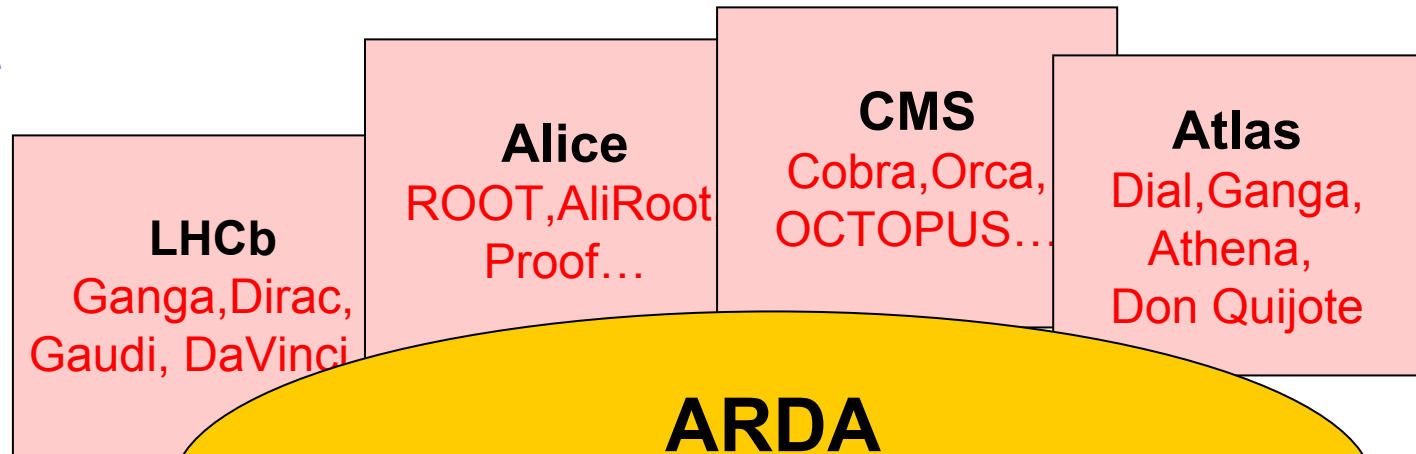 LHCb
Ganga,Dirac,
Gaudi, DaVinci
Alice
ROOT,AliRoot,
Proof…
CMS
Cobra,Orca,
OCTOPUS…
Atlas
Dial,Ganga,
Athena,
Don Quijote
ARDA